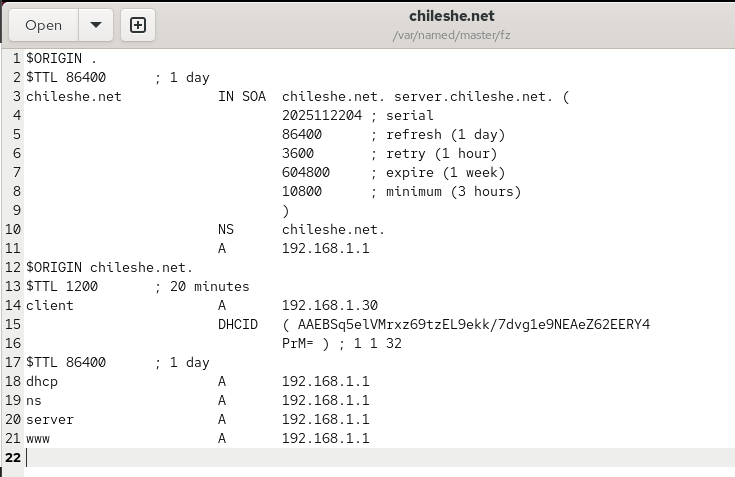 Open
chileshe.net
/var/named/master/fz
1 $ORIGIN .
2 $TTL 86400 ; 1 day
3 chileshe.net IN SOA chileshe.net. server.chileshe.net. (
4 2025112204 ; serial
5 86400 ; refresh (1 day)
6 3600 ; retry (1 hour)
7 604800 ; expire (1 week)
8 10800 ; minimum (3 hours)
9 )
10 NS chileshe.net.
11 A 192.168.1.1
12 $ORIGIN chileshe.net.
13 $TTL 1200 ; 20 minutes
14 client A 192.168.1.30
15 DHCID ( AAEBSq5elVMrxz69tzEL9ekk/7dvg1e9NEAeZ62EERY4
16 PrM= ) ; 1 1 32
17 $TTL 86400 ; 1 day
18 dhcp A 192.168.1.1
19 ns A 192.168.1.1
20 server A 192.168.1.1
21 www A 192.168.1.1
22